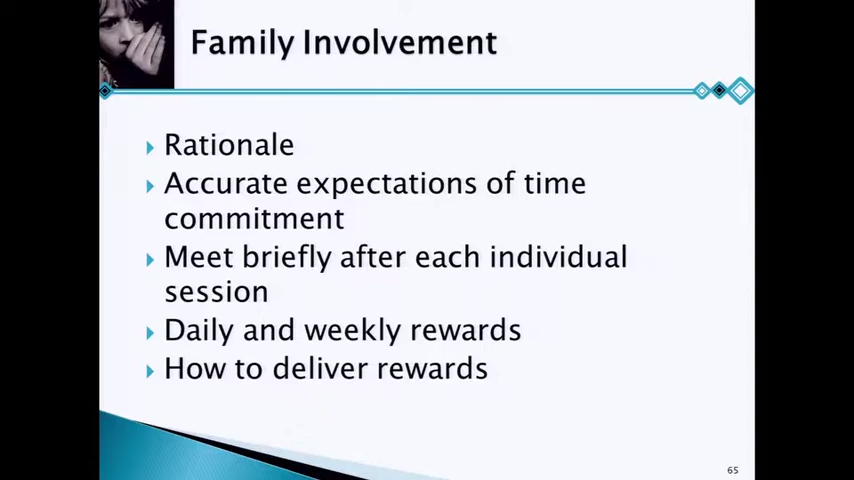 Family Involvement
Rationale
Accurate expectations of time
commitment
Meet briefly after each individual
session
Daily and weekly rewards
How to deliver rewards
65